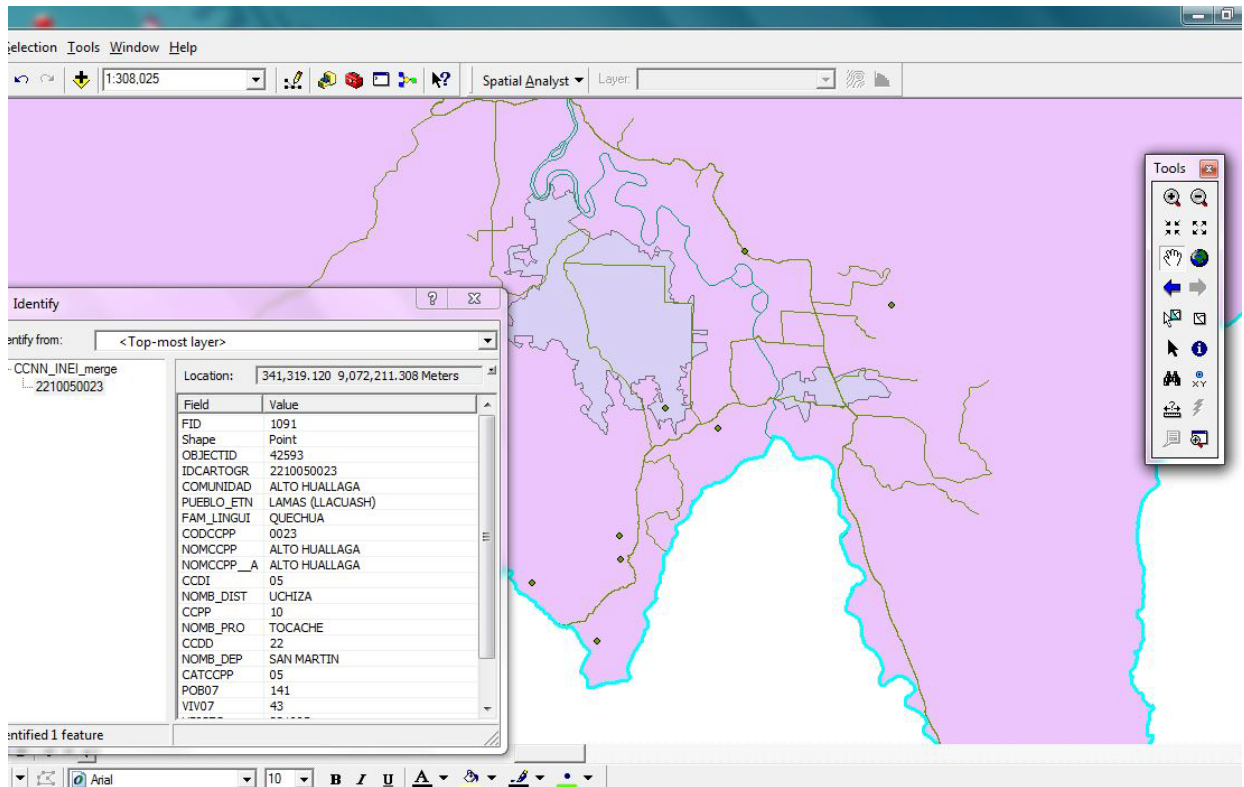 Selection Tools Window Help
1:308,025 Spatial Analyst Layer:
Tools
Identify
entify from: <Top-most layer>
CCNN_INEI_merge
2210050023
Location: 341,319.120 9,072,211.308 Meters
Field Value
FID 1091
Shape Point
OBJECTID 42593
IDCARTOGR 2210050023
COMUNIDAD ALTO HUALLAGA
PUEBLO_ETN LAMAS (LLACUASH)
FAM_LINGUI QUECHUA
CODCCPP 0023
NOMCCPP ALTO HUALLAGA
NOMCCPP__A ALTO HUALLAGA
CCDI 05
NOMB_DIST UCHIZA
CCPP 10
NOMB_PRO TOCACHE
CCDD 22
NOMB_DEP SAN MARTIN
CATCCPP 05
POB07 141
VIV07 43
entified 1 feature
Arial 10 B I U A